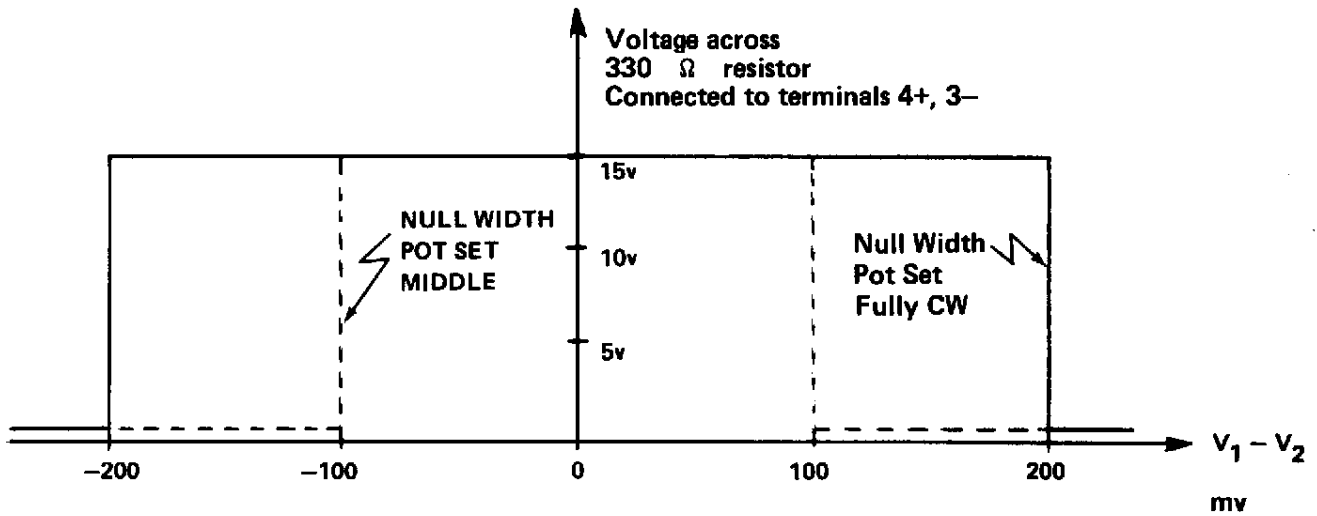 Voltage across
330 Ω resistor
Connected to terminals 4+, 3–
15v
NULL WIDTH
POT SET
MIDDLE
10v
Null Width
Pot Set
Fully CW
5v
–200
–100
0
100
200
V1 – V2
mv